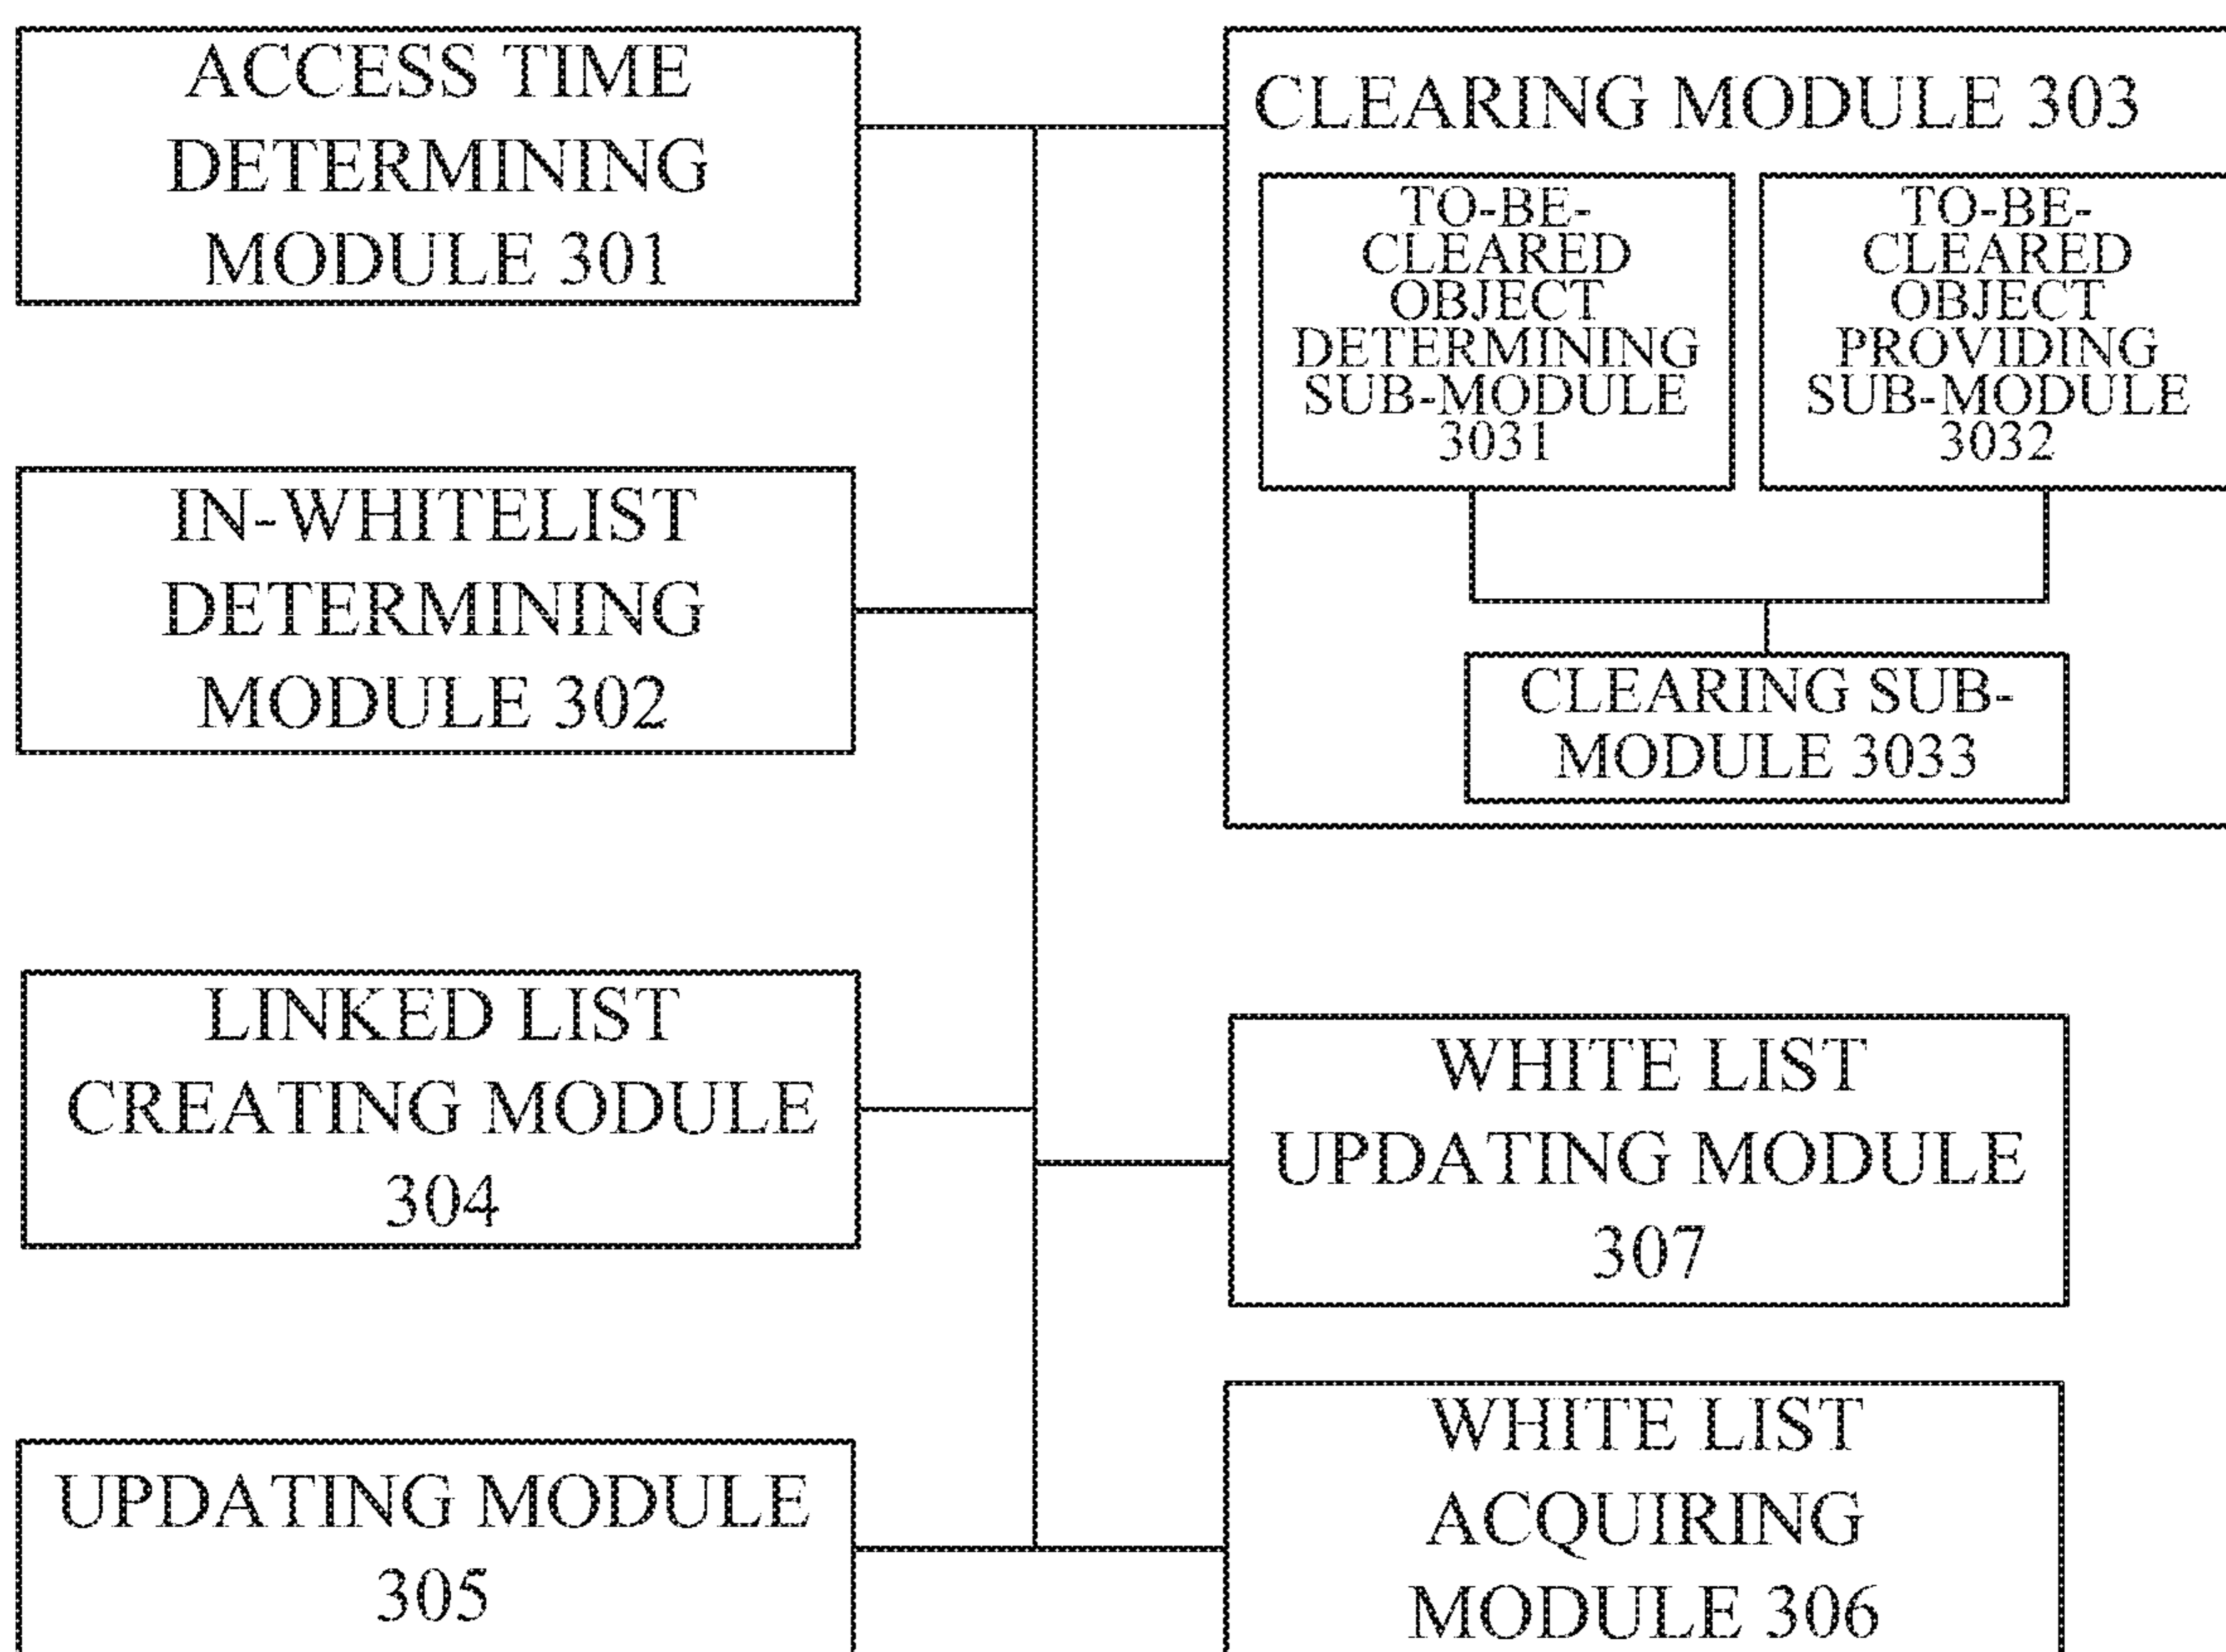 ACCESS TIME
DETERMINING
MODULE 301
CLEARING MODULE 303
TO-BE-
CLEARED
OBJECT
DETERMINING
SUB-MODULE
3031
TO-BE-
CLEARED
OBJECT
PROVIDING
SUB-MODULE
3032
CLEARING SUB-
MODULE 3033
IN-WHITELIST
DETERMINING
MODULE 302
LINKED LIST
CREATING MODULE
304
WHITE LIST
UPDATING MODULE
307
UPDATING MODULE
305
WHITE LIST
ACQUIRING
MODULE 306